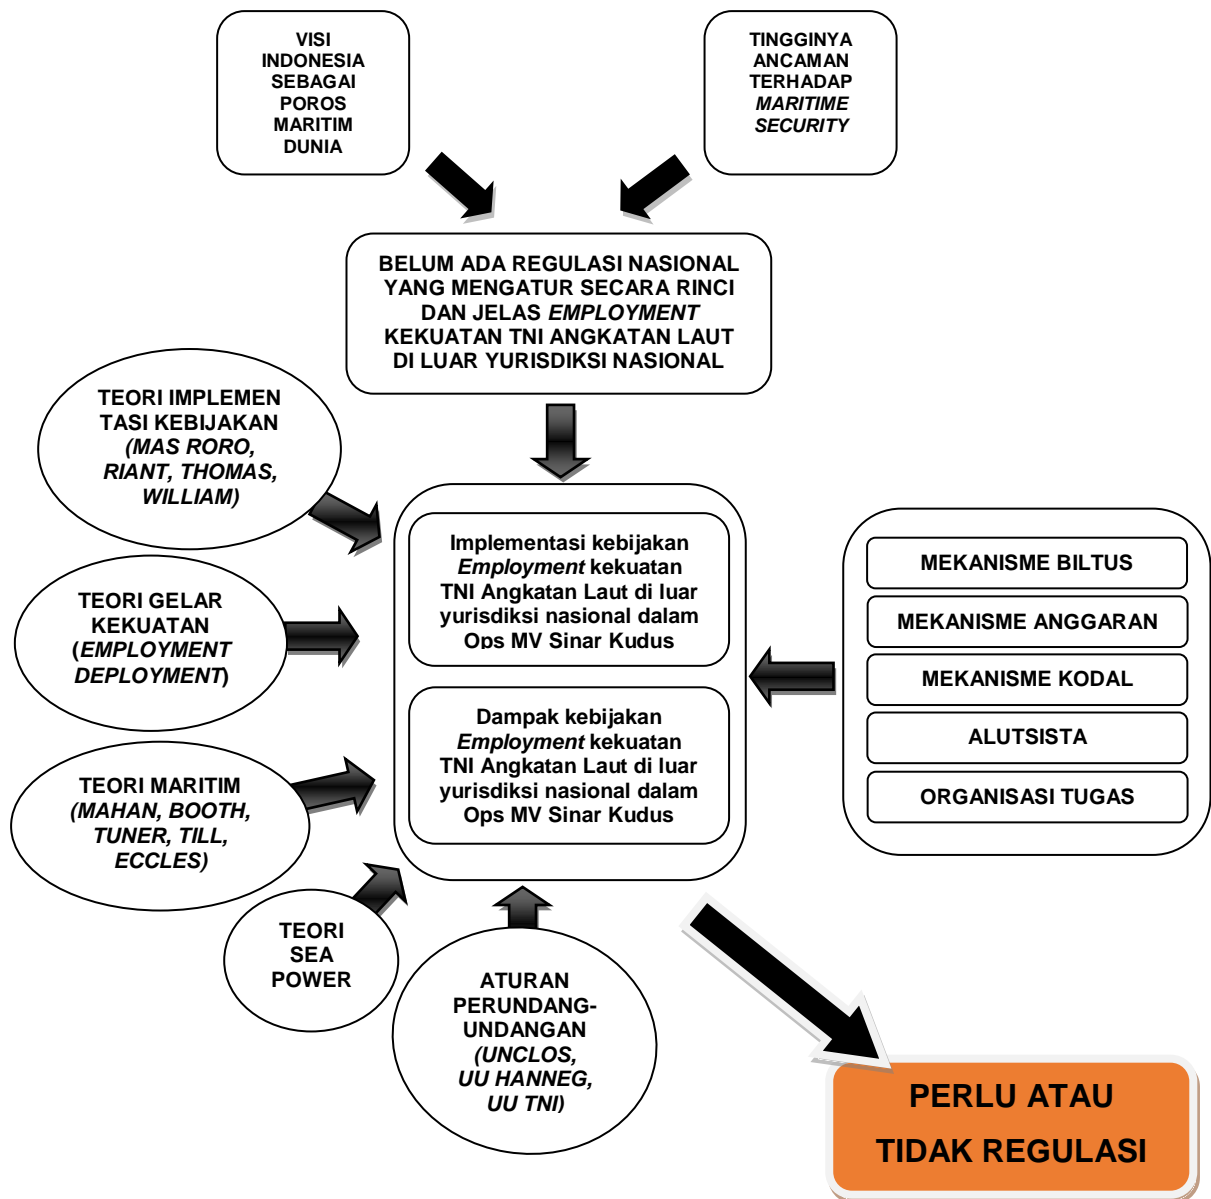 VISI
INDONESIA
SEBAGAI
POROS
MARITIM
DUNIA
TINGGINYA
ANCAMAN
TERHADAP
MARITIME
SECURITY
BELUM ADA REGULASI NASIONAL
YANG MENGATUR SECARA RINCI
DAN JELAS EMPLOYMENT
KEKUATAN TNI ANGKATAN LAUT
DI LUAR YURISDIKSI NASIONAL
TEORI IMPLEMEN
TASI KEBIJAKAN
(MAS RORO,
RIANT, THOMAS,
WILLIAM)
TEORI GELAR
KEKUATAN
(EMPLOYMENT
DEPLOYMENT)
TEORI MARITIM
(MAHAN, BOOTH,
TUNER, TILL,
ECCLES)
TEORI
SEA
POWER
ATURAN
PERUNDANG-
UNDANGAN
(UNCLOS,
UU HANNEG,
UU TNI)
Implementasi kebijakan
Employment kekuatan
TNI Angkatan Laut di luar
yurisdiksi nasional dalam
Ops MV Sinar Kudus
Dampak kebijakan
Employment kekuatan
TNI Angkatan Laut di luar
yurisdiksi nasional dalam
Ops MV Sinar Kudus
MEKANISME BILTUS
MEKANISME ANGGARAN
MEKANISME KODAL
ALUTSISTA
ORGANISASI TUGAS
PERLU ATAU
TIDAK REGULASI